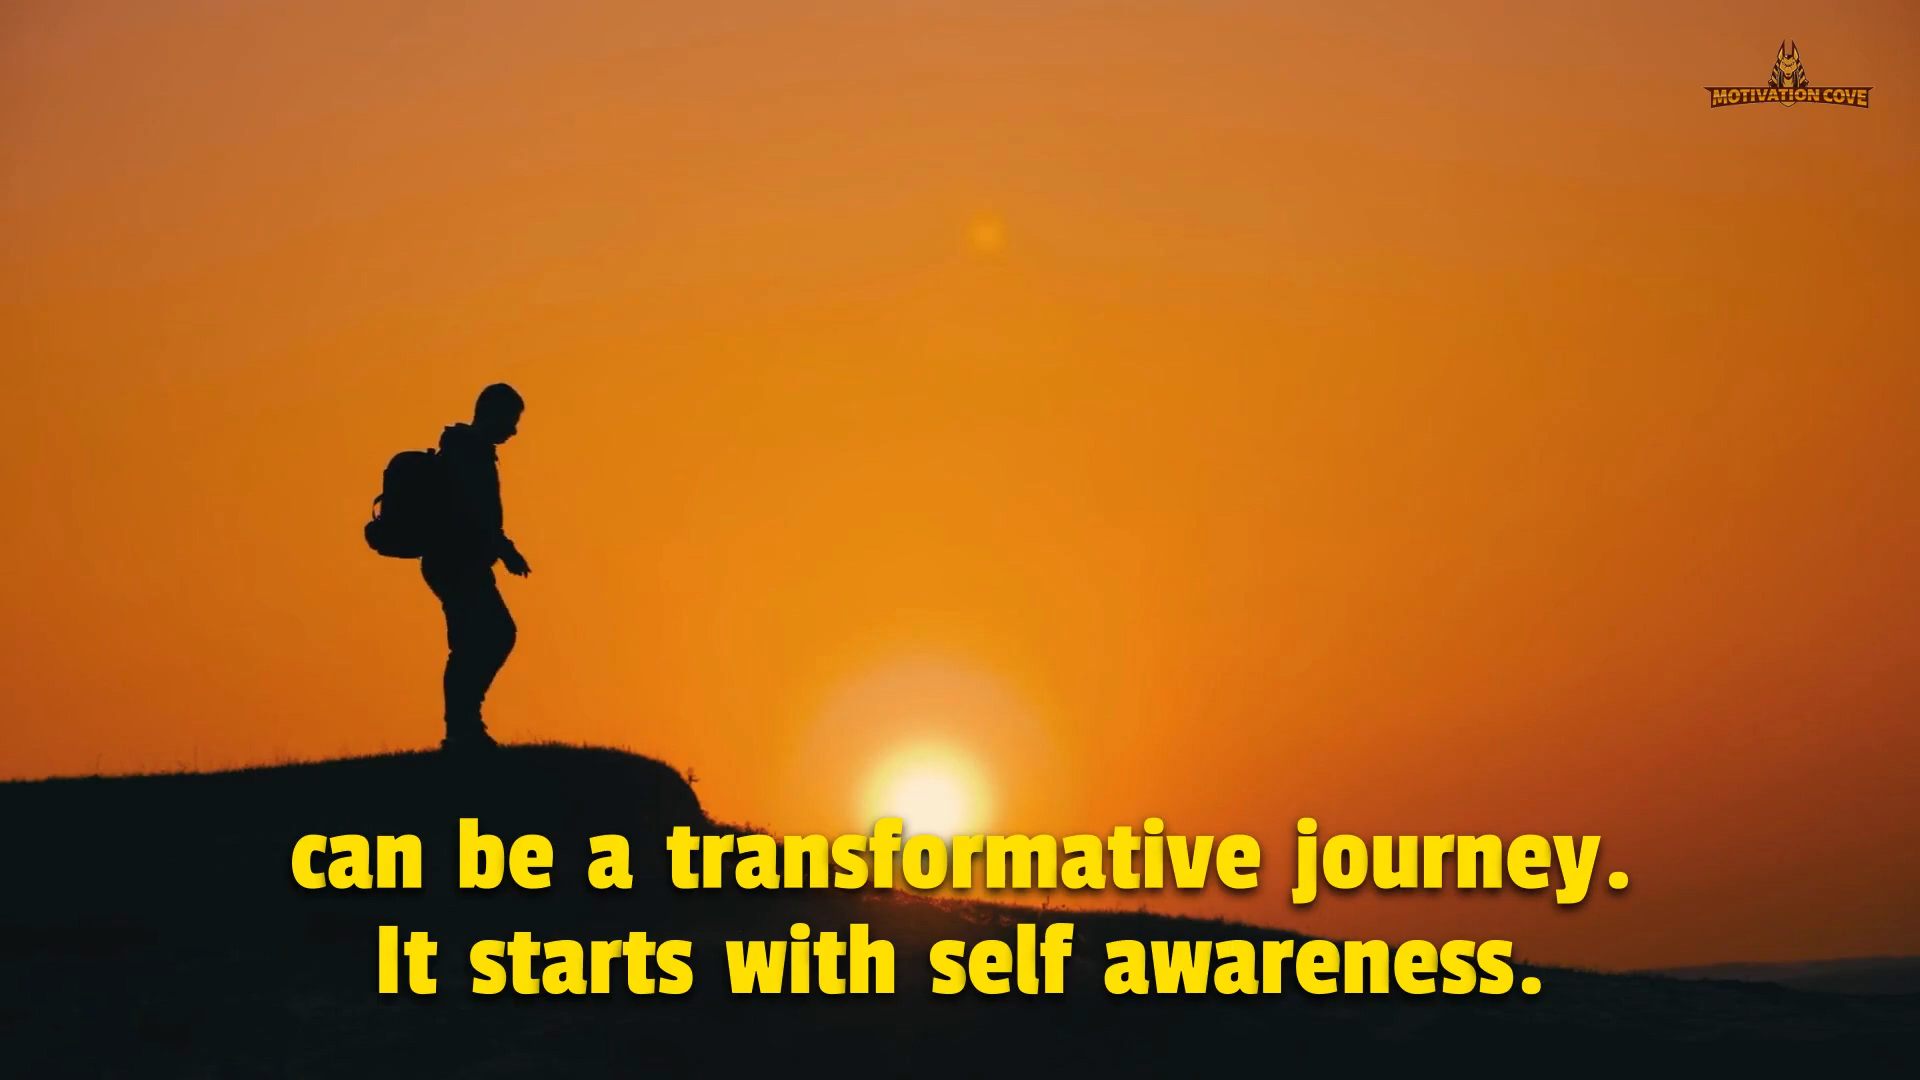 MOTIVATION COVE
can be a transformative journey.
It starts with self awareness.